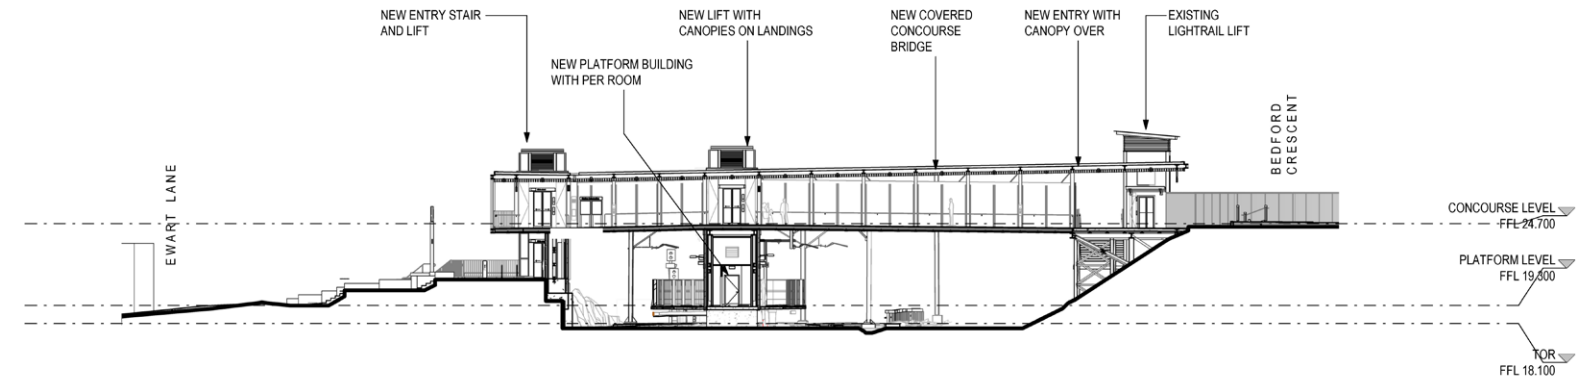 NEW ENTRY STAIR
AND LIFT
NEW LIFT WITH
CANOPIES ON LANDINGS
NEW COVERED
CONCOURSE
BRIDGE
NEW ENTRY WITH
CANOPY OVER
EXISTING
LIGHTRAIL LIFT
NEW PLATFORM BUILDING
WITH PER ROOM
EWART LANE
BEDFORD
CRESCENT
CONCOURSE LEVEL
FFL 24.700
PLATFORM LEVEL
FFL 19.300
TOR
FFL 18.100